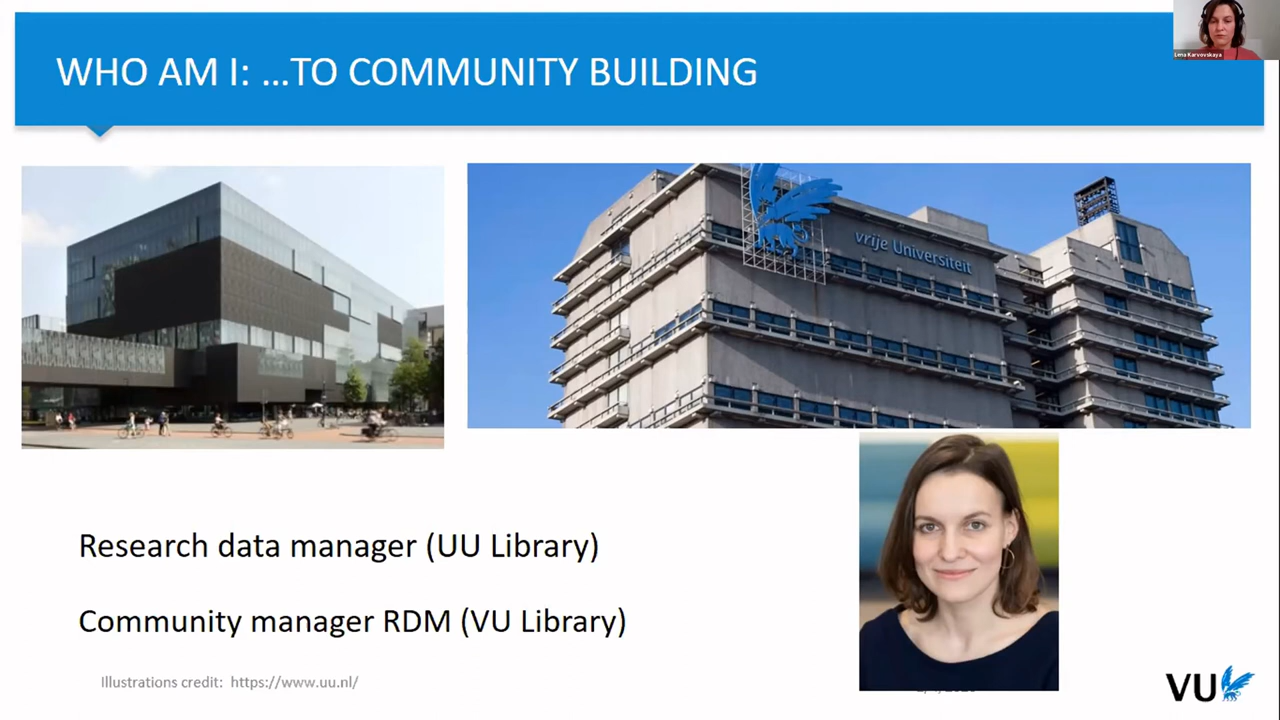 WHO AM I: ...TO COMMUNITY BUILDING
Lena Karvovskaya
vrije Universiteit
Research data manager (UU Library)
Community manager RDM (VU Library)
Illustrations credit: https://www.uu.nl/
VU